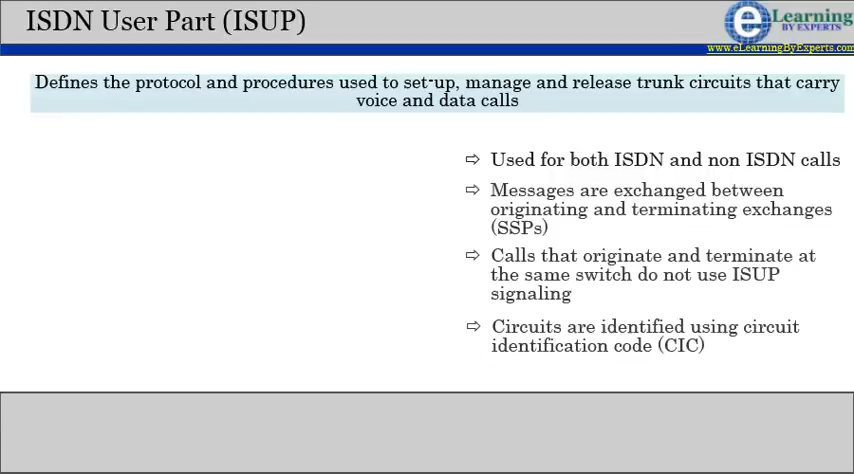 ISDN User Part (ISUP)
eLearning
BY EXPERTS
www.eLearningByExperts.com
Defines the protocol and procedures used to set-up, manage and release trunk circuits that carry
voice and data calls
⇨ Used for both ISDN and non ISDN calls
⇨ Messages are exchanged between
originating and terminating exchanges
(SSPs)
⇨ Calls that originate and terminate at
the same switch do not use ISUP
signaling
⇨ Circuits are identified using circuit
identification code (CIC)